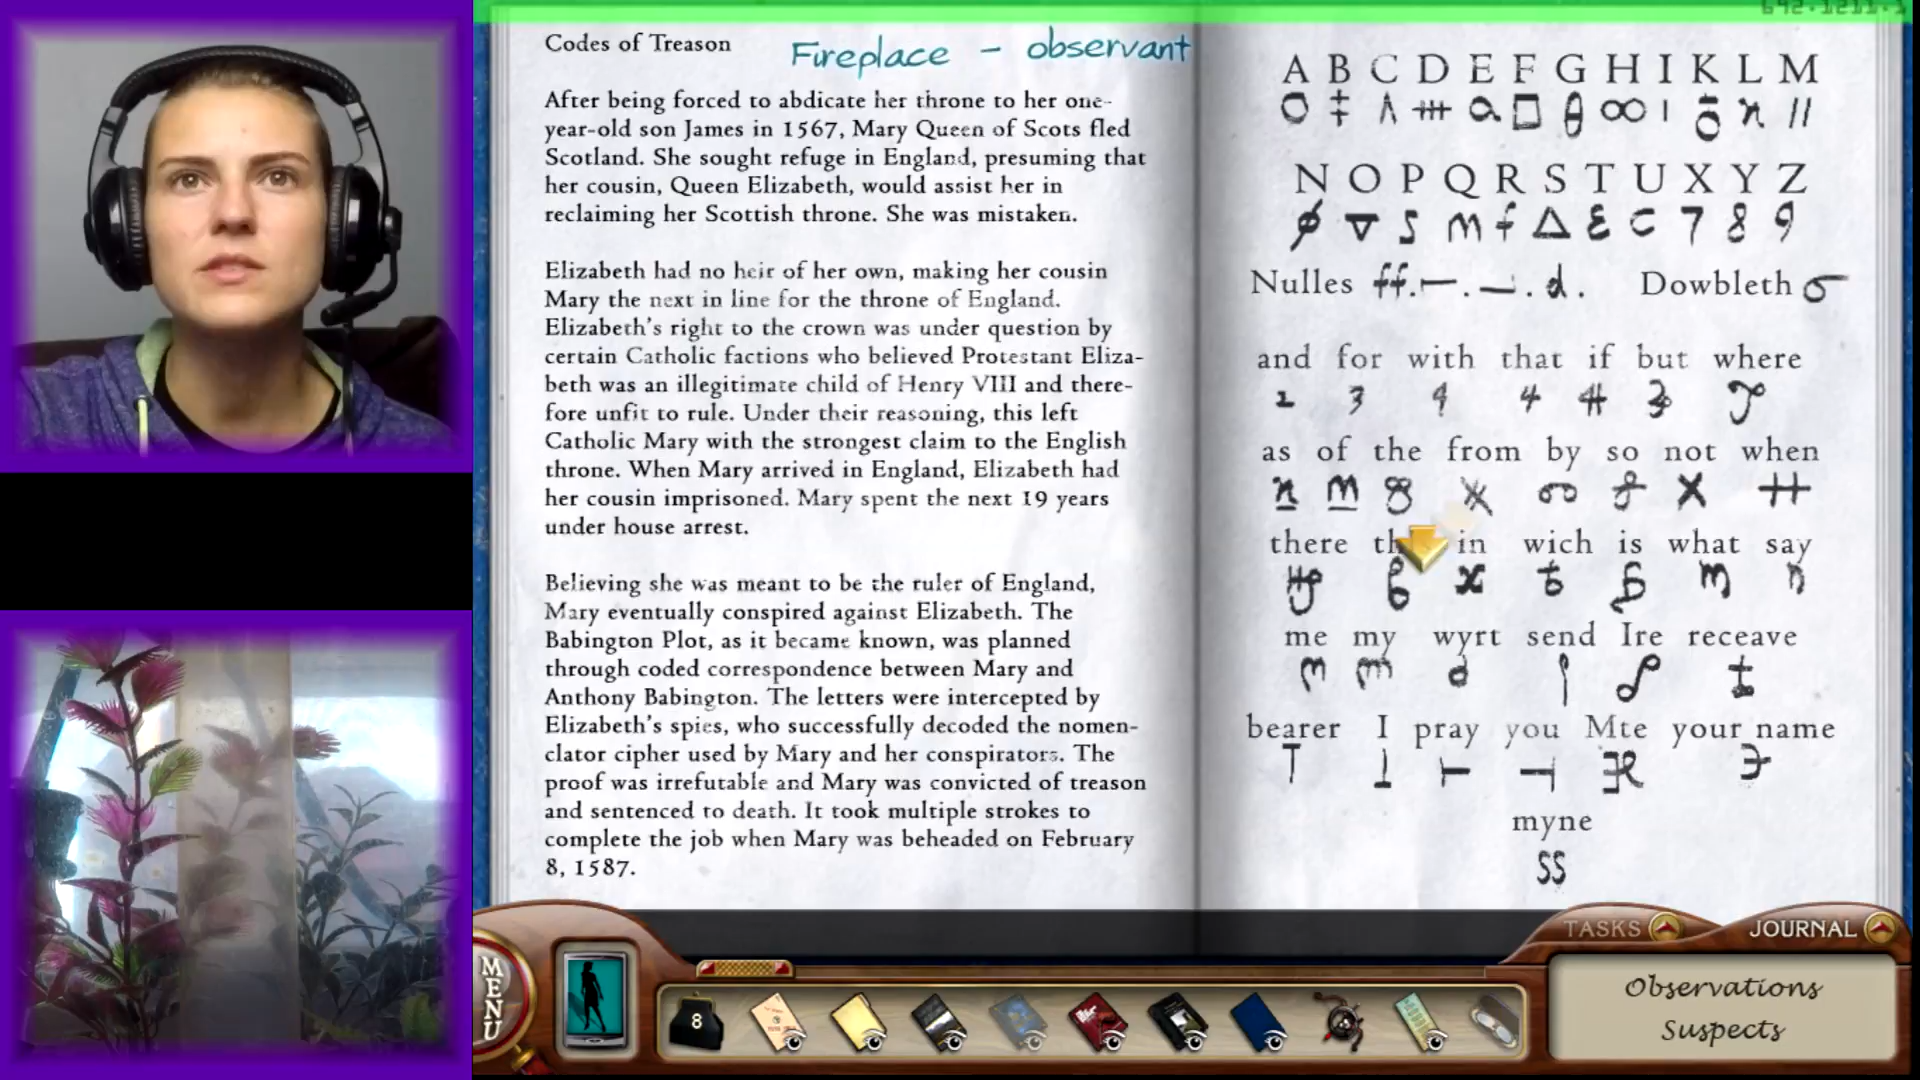 Codes of Treason
Fireplace - observant
After being forced to abdicate her throne to her one-
year-old son James in 1567, Mary Queen of Scots fled
Scotland. She sought refuge in England, presuming that
her cousin, Queen Elizabeth, would assist her in
reclaiming her Scottish throne. She was mistaken.
Elizabeth had no heir of her own, making her cousin
Mary the next in line for the throne of England.
Elizabeth's right to the crown was under question by
certain Catholic factions who believed Protestant Eliza-
beth was an illegitimate child of Henry VIII and there-
fore unfit to rule. Under their reasoning, this left
Catholic Mary with the strongest claim to the English
throne. When Mary arrived in England, Elizabeth had
her cousin imprisoned. Mary spent the next 19 years
under house arrest.
Believing she was meant to be the ruler of England,
Mary eventually conspired against Elizabeth. The
Babington Plot, as it became known, was planned
through coded correspondence between Mary and
Anthony Babington. The letters were intercepted by
Elizabeth's spies, who successfully decoded the nomen-
clator cipher used by Mary and her conspirators. The
proof was irrefutable and Mary was convicted of treason
and sentenced to death. It took multiple strokes to
complete the job when Mary was beheaded on February
8, 1587.
A B C D E F G H I K L M
N O P Q R S T U X Y Z
Nulles ff. Dowbleth
and for with that if but where
as of the from by so not when
there in wich is what say
me my wyrt send Ire receave
bearer I pray you Mte your name
myne
SS
MENU
8
TASKS
JOURNAL
Observations
Suspects